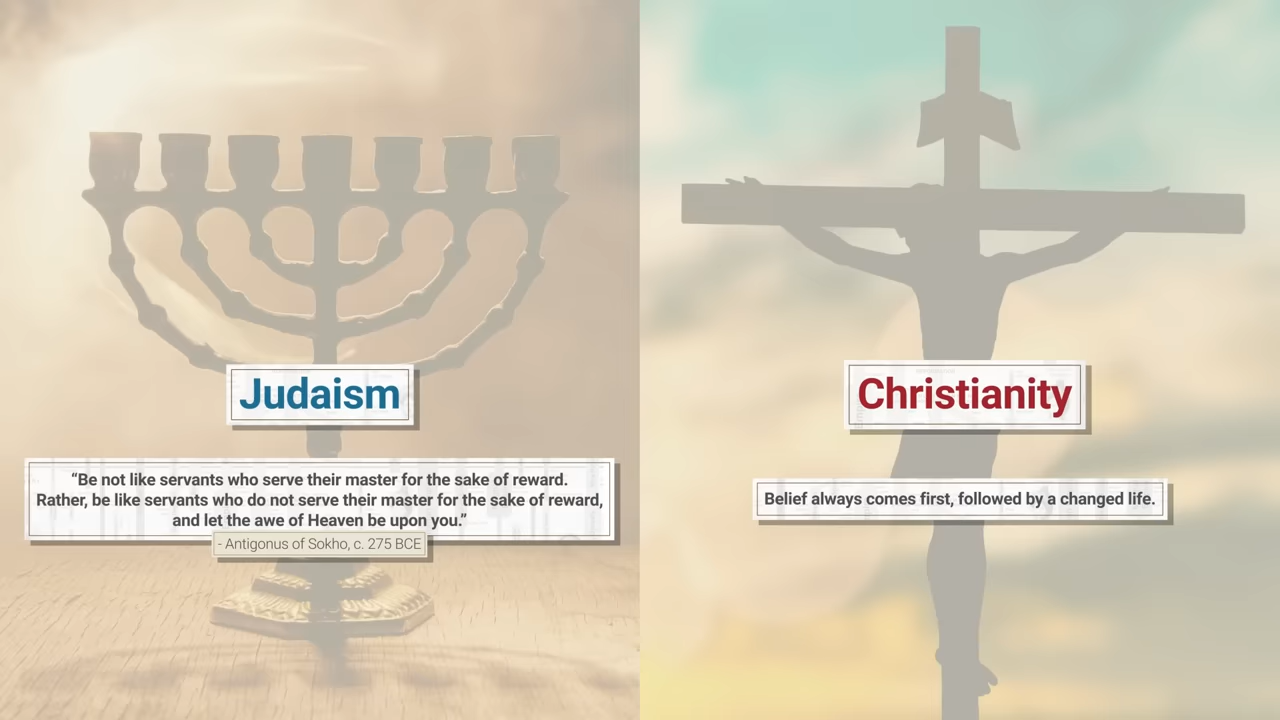 Judaism
“Be not like servants who serve their master for the sake of reward.
Rather, be like servants who do not serve their master for the sake of reward,
and let the awe of Heaven be upon you.”
- Antigonus of Sokho, c. 275 BCE
Christianity
Belief always comes first, followed by a changed life.